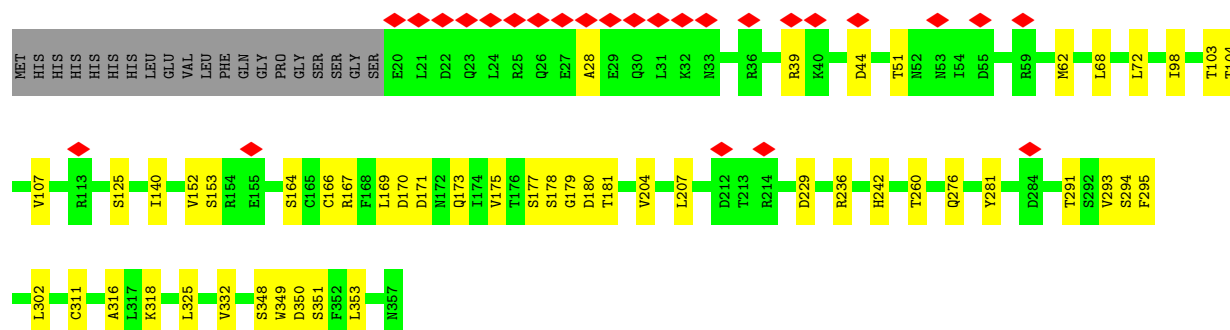 MET HIS HIS HIS HIS HIS HIS LEU GLU VAL LEU PHE GLN GLY PRO GLY SER SER GLY SER E20 L21 D22 Q23 L24 R25 Q26 E27 A28 E29 Q30 L31 K32 N33 R36 R39 K40 D44 T51 N52 N53 I54 D55 R59 M62 L68 L72 I98 T103 T104
V107 R113 S125 I140 V152 S153 R154 E155 S164 C165 C166 R167 F168 L169 D170 D171 N172 Q173 I174 V175 T176 S177 S178 G179 D180 T181 V204 L207 D212 T213 R214 D229 R236 H242 T260 Q276 Y281 D284 T291 S292 V293 S294 F295
L302 C311 A316 L317 K318 L325 V332 S348 W349 D350 S351 F352 L353 N357